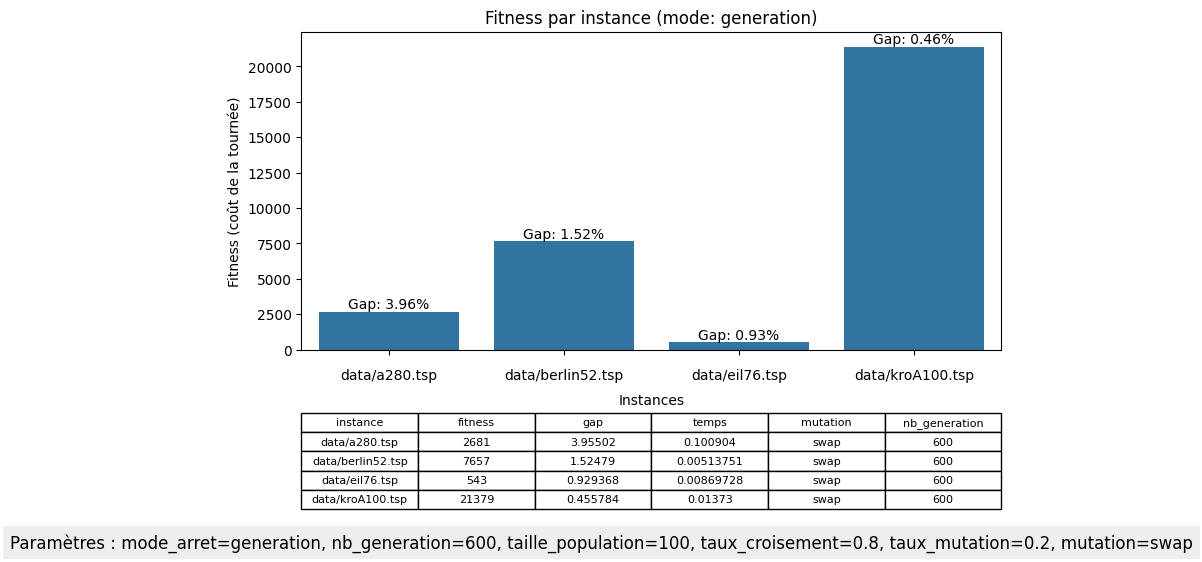 Fitness par instance (mode: generation)
Gap: 0.46%
20000
17500
15000
12500
10000
7500
5000
2500
0
Fitness (coût de la tournée)
Gap: 1.52%
Gap: 3.96%
Gap: 0.93%
data/a280.tsp data/berlin52.tsp data/eil76.tsp data/kroA100.tsp
Instances
instance fitness gap temps mutation nb_generation
data/a280.tsp 2681 3.95502 0.100904 swap 600
data/berlin52.tsp 7657 1.52479 0.00513751 swap 600
data/eil76.tsp 543 0.929368 0.00869728 swap 600
data/kroA100.tsp 21379 0.455784 0.01373 swap 600
Paramètres : mode_arret=generation, nb_generation=600, taille_population=100, taux_croisement=0.8, taux_mutation=0.2, mutation=swap